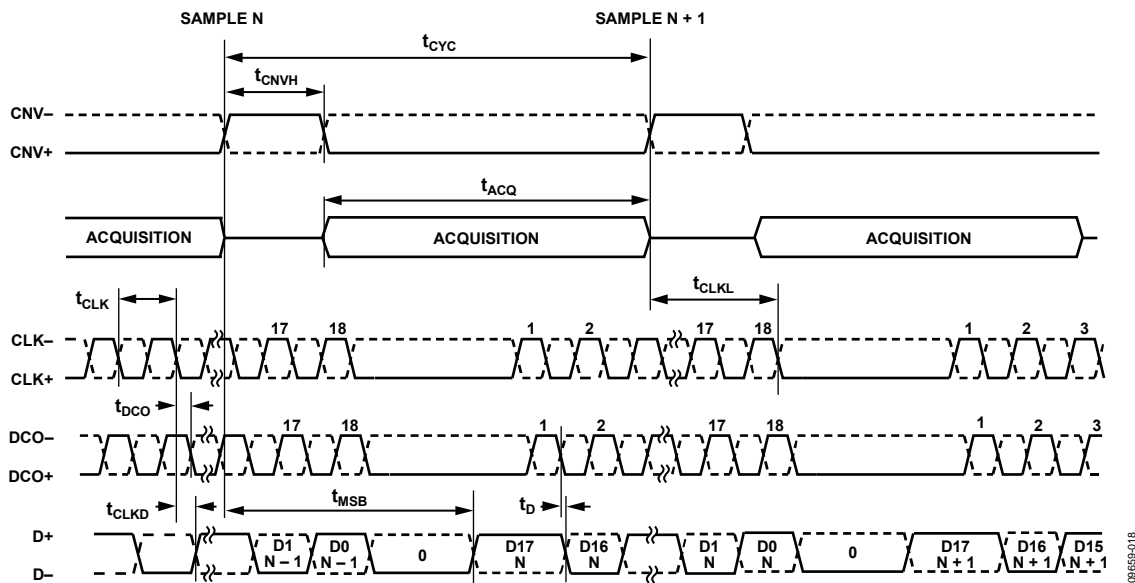 SAMPLE N SAMPLE N + 1
tCYC
tCNVH
CNV–
CNV+
tACQ
ACQUISITION ACQUISITION ACQUISITION
tCLK tCLKL
17 18 1 2 17 18 1 2 3
CLK–
CLK+
tDCO
17 18 1 2 17 18 1 2 3
DCO–
DCO+
tCLKD tMSB tD
D+
D1 D0 D17 D16 D1 D0 D17 D16 D15
0 0
N – 1 N – 1 N N N N N + 1 N + 1 N + 1
D–
09659-018